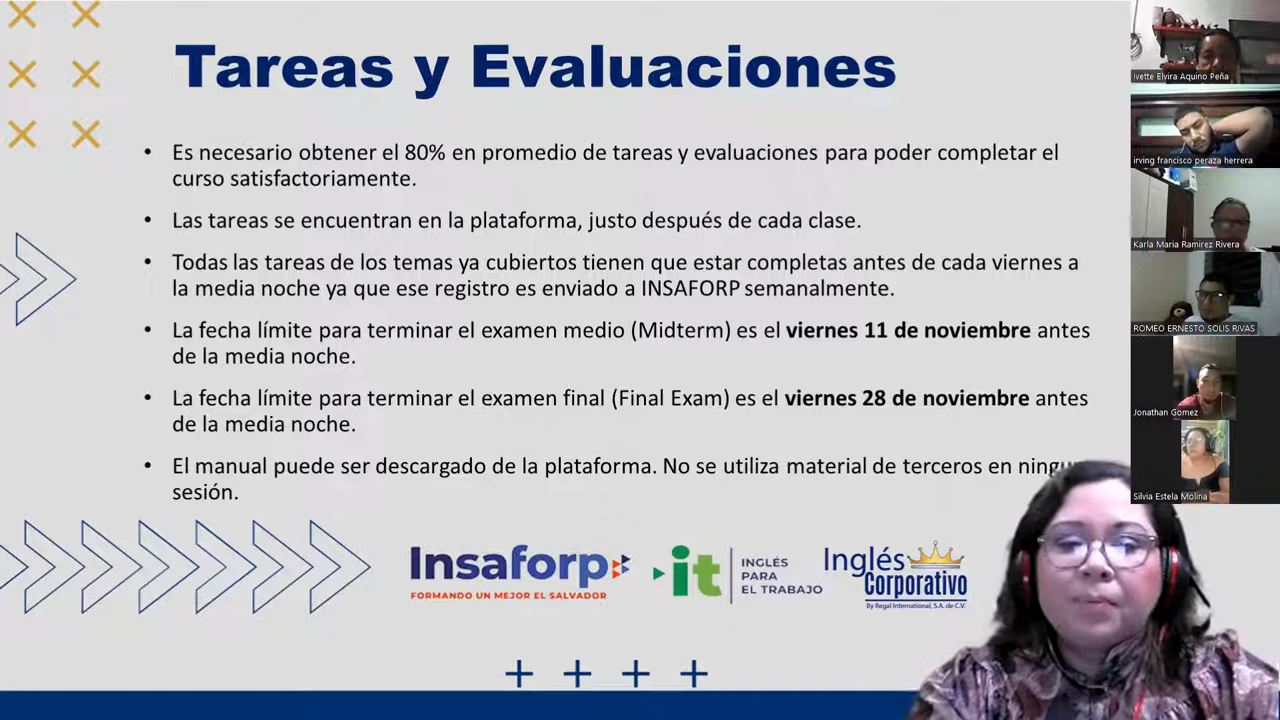 Tareas y Evaluaciones
• Es necesario obtener el 80% en promedio de tareas y evaluaciones para poder completar el
curso satisfactoriamente.
• Las tareas se encuentran en la plataforma, justo después de cada clase.
• Todas las tareas de los temas ya cubiertos tienen que estar completas antes de cada viernes a
la media noche ya que ese registro es enviado a INSAFORP semanalmente.
• La fecha límite para terminar el examen medio (Midterm) es el viernes 11 de noviembre antes
de la media noche.
• La fecha límite para terminar el examen final (Final Exam) es el viernes 28 de noviembre antes
de la media noche.
• El manual puede ser descargado de la plataforma. No se utiliza material de terceros en
sesión.
Insaforp
FORMANDO UN MEJOR EL SALVADOR
it
INGLÉS
PARA
EL TRABAJO
Inglés
Corporativo
By Regal International, S.A. de C.V.
Ivette Elvira Aquino Peña
irving francisco peraza herrera
Karla Maria Ramirez Rivera
ROMEO ERNESTO SOLIS RIVAS
Jonathan Gomez
Silvia Estela Molina